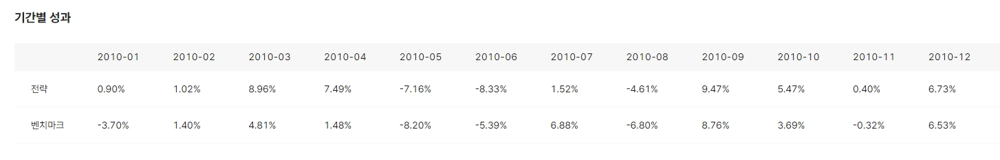 기간별 성과
2010-01 2010-02 2010-03 2010-04 2010-05 2010-06 2010-07 2010-08 2010-09 2010-10 2010-11 2010-12
전략 0.90% 1.02% 8.96% 7.49% -7.16% -8.33% 1.52% -4.61% 9.47% 5.47% 0.40% 6.73%
벤치마크 -3.70% 1.40% 4.81% 1.48% -8.20% -5.39% 6.88% -6.80% 8.76% 3.69% -0.32% 6.53%